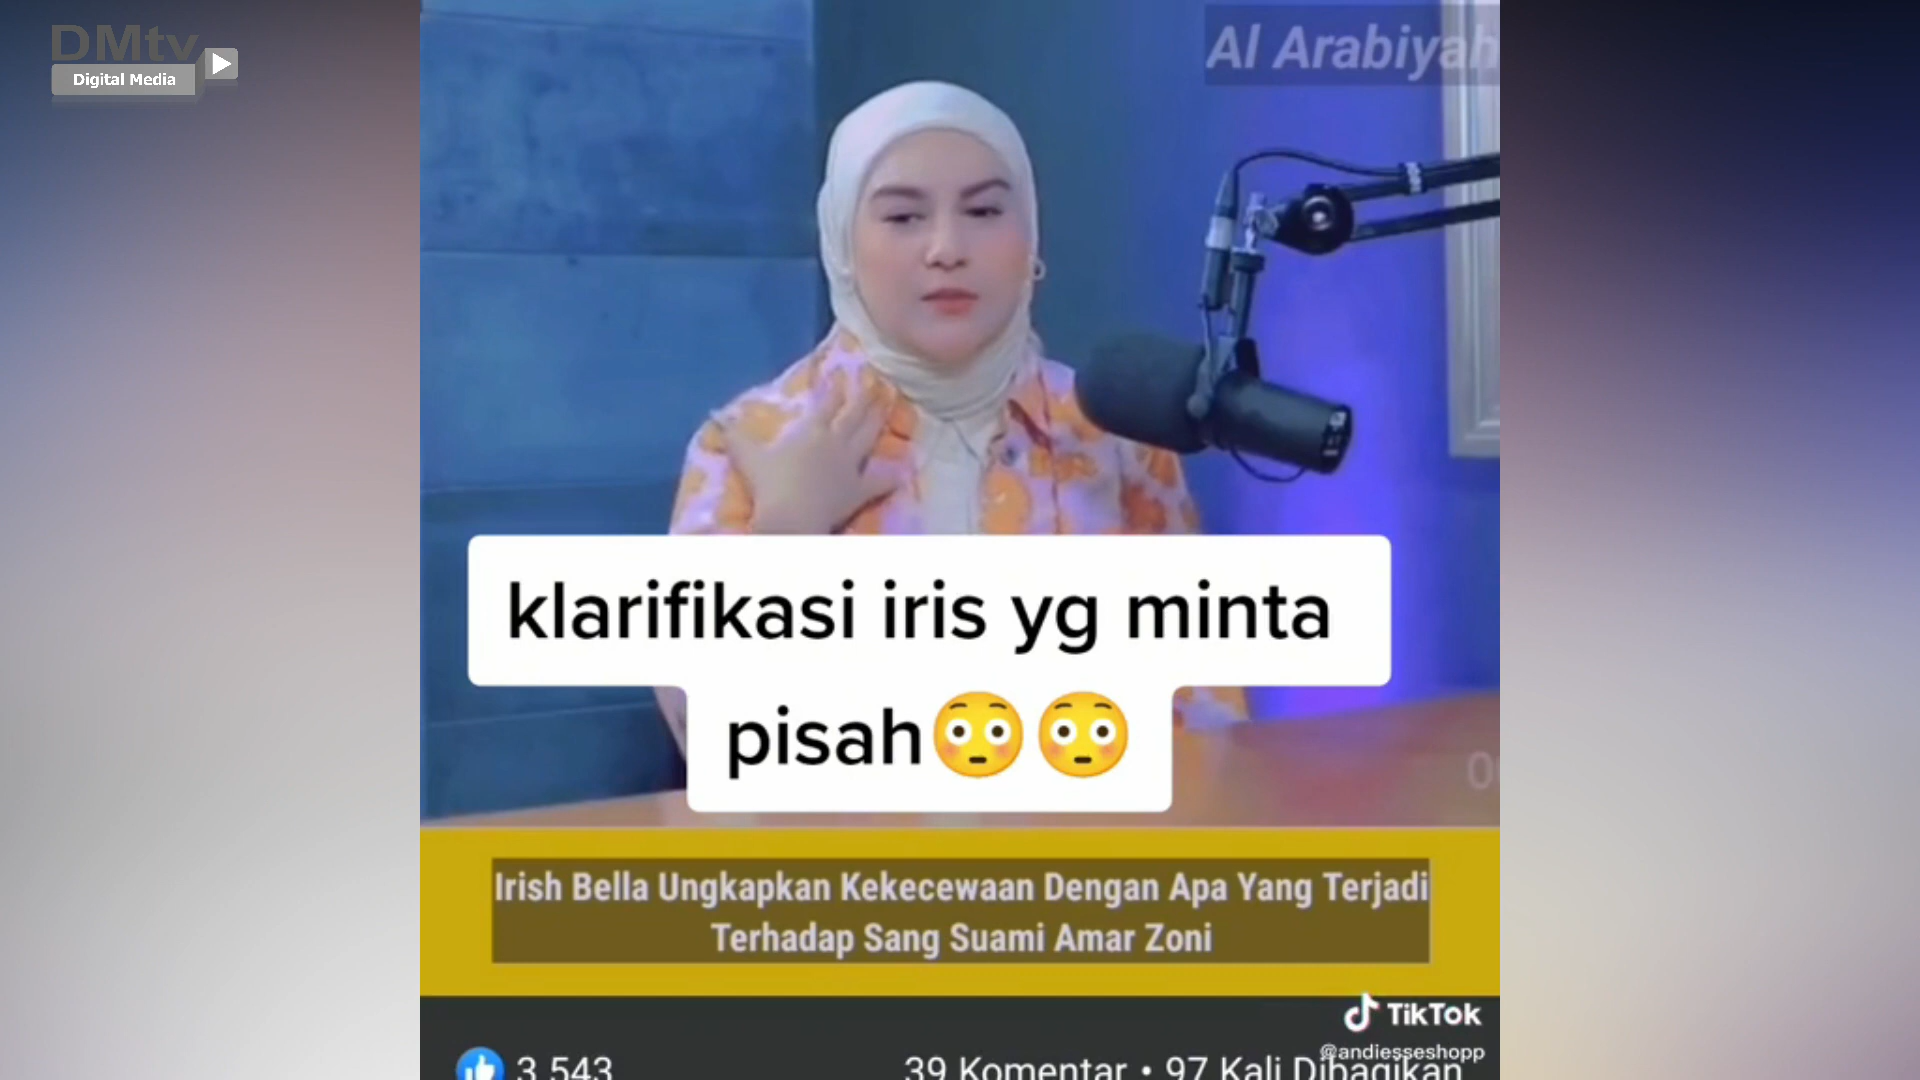 DMtv
Digital Media
Al Arabiyah
klarifikasi iris yg minta
pisah😳😳
Irish Bella Ungkapkan Kekecewaan Dengan Apa Yang Terjadi
Terhadap Sang Suami Amar Zoni
TikTok
@andiesseshopp
3.543
39 Komentar • 97 Kali Dibagikan